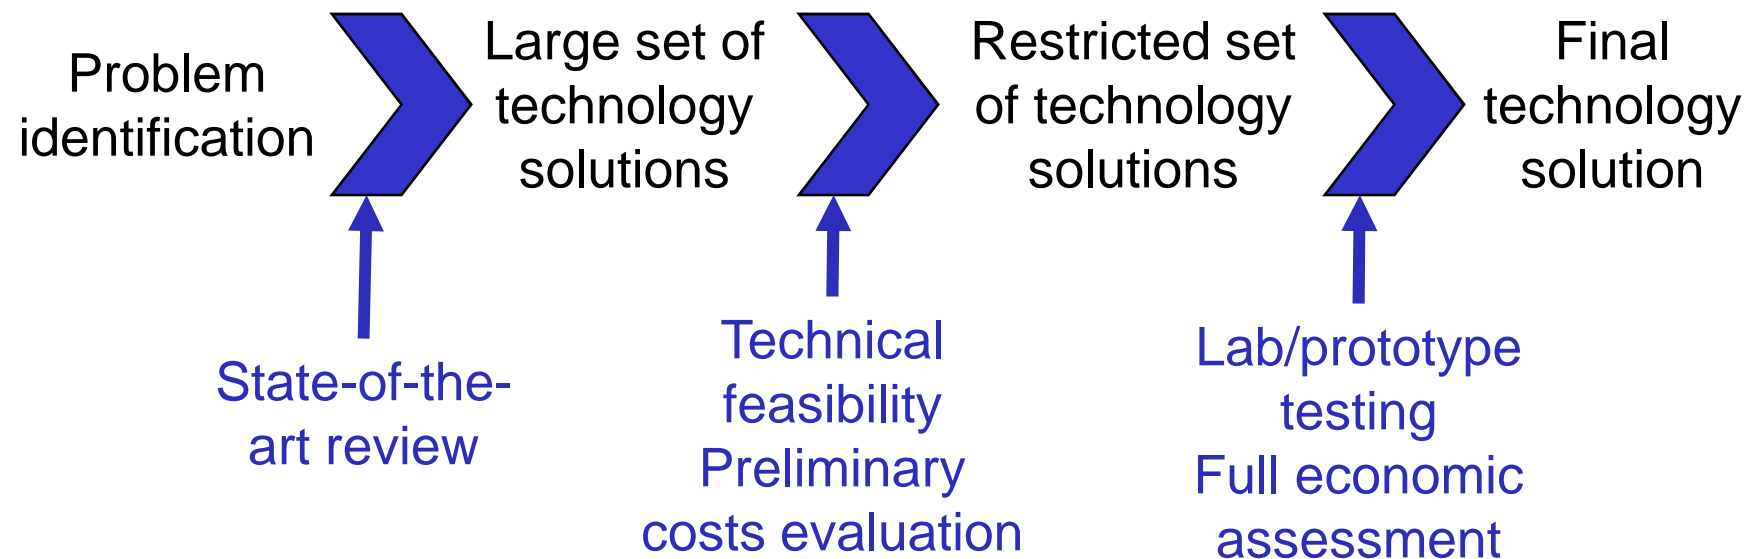 Problem
identification
Large set of
technology
solutions
Restricted set
of technology
solutions
Final
technology
solution
State-of-the-
art review
Technical
feasibility
Preliminary
costs evaluation
Lab/prototype
testing
Full economic
assessment